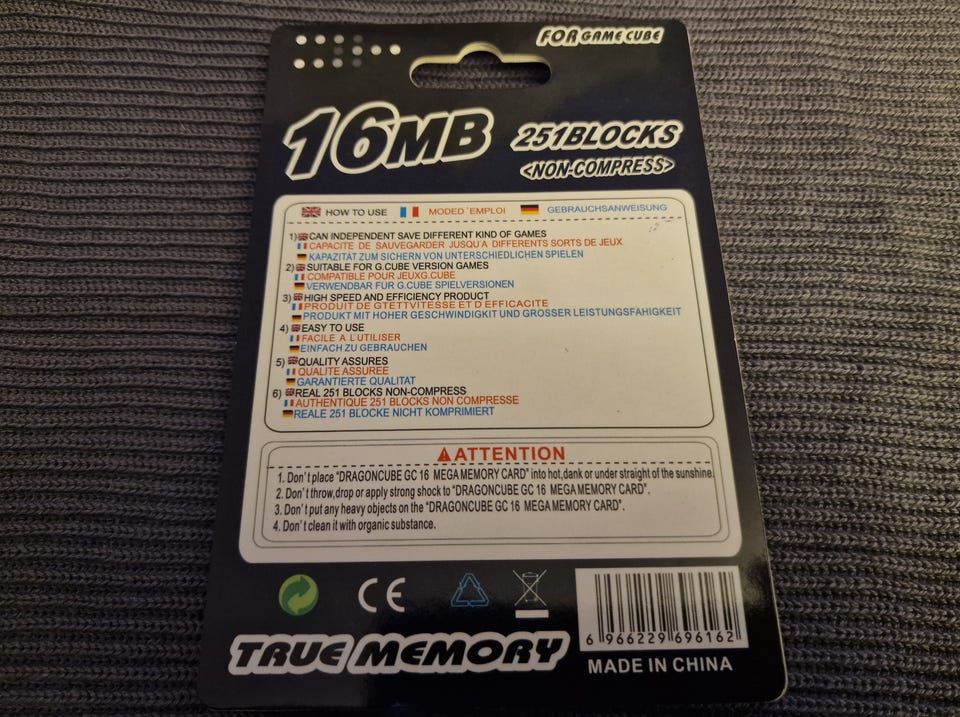 FOR GAME CUBE
16MB 251BLOCKS
<NON-COMPRESS>
HOW TO USE MODED´EMPLOI GEBRAUCHSANWEISUNG
1) CAN INDEPENDENT SAVE DIFFERENT KIND OF GAMES
CAPACITE DE SAUVEGARDER JUSQU'A DIFFERENTS SORTS DE JEUX
KAPAZITAT ZUM SICHERN VON UNTERSCHIEDLICHEN SPIELEN
2) SUITABLE FOR G.CUBE VERSION GAMES
COMPATIBLE POUR JEUXG.CUBE
VERWENDBAR FUR G.CUBE SPIELVERSIONEN
3) HIGH SPEED AND EFFICIENCY PRODUCT
PRODUIT DE GTETTVITESSE ET D EFFICACITE
PRODUKT MIT HOHER GESCHWINDIGKIT UND GROSSER LEISTUNGSFAHIGKEIT
4) EASY TO USE
FACILE A L'UTILISER
EINFACH ZU GEBRAUCHEN
5) QUALITY ASSURES
QUALITE ASSUREE
GARANTIERTE QUALITAT
6) REAL 251 BLOCKS NON-COMPRESS
AUTHENTIQUE 251 BLOCKS NON COMPRESSE
REALE 251 BLOCKE NICHT KOMPRIMIERT
ATTENTION
1. Don't place "DRAGONCUBE GC 16 MEGA MEMORY CARD" into hot,dank or under straight of the sunshine.
2. Don't throw,drop or apply strong shock to "DRAGONCUBE GC 16 MEGA MEMORY CARD".
3. Don't put any heavy objects on the "DRAGONCUBE GC 16 MEGA MEMORY CARD".
4. Don't clean it with organic substance.
CE
6 966229 696162
TRUE MEMORY
MADE IN CHINA